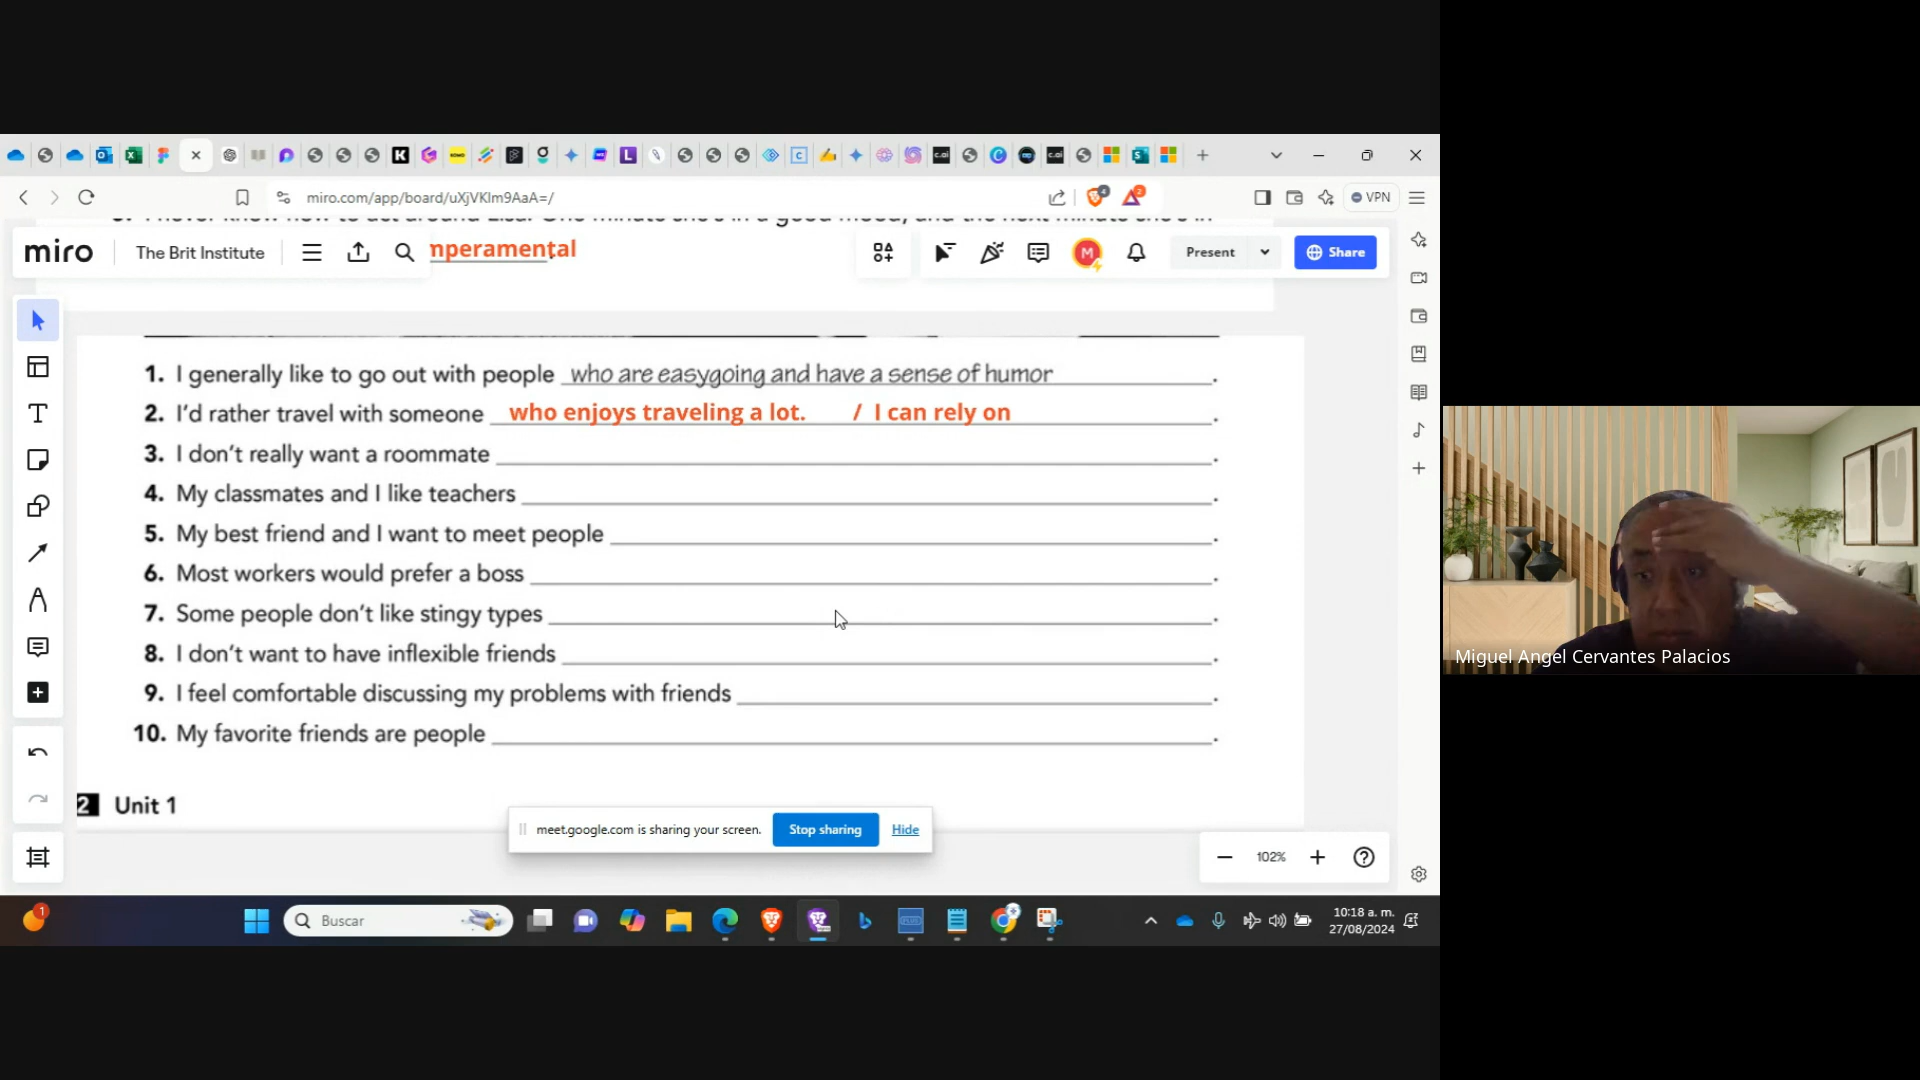 miro.com/app/board/uXjVKlm9AaA=/
VPN
miro
The Brit Institute
mperamental
Present
Share
1. I generally like to go out with people who are easygoing and have a sense of humor.
2. I'd rather travel with someone who enjoys traveling a lot. / I can rely on.
3. I don't really want a roommate .
4. My classmates and I like teachers .
5. My best friend and I want to meet people .
6. Most workers would prefer a boss .
7. Some people don't like stingy types .
8. I don't want to have inflexible friends .
9. I feel comfortable discussing my problems with friends .
10. My favorite friends are people .
2 Unit 1
meet.google.com is sharing your screen.
Stop sharing
Hide
102%
Miguel Angel Cervantes Palacios
Buscar
10:18 a. m.
27/08/2024